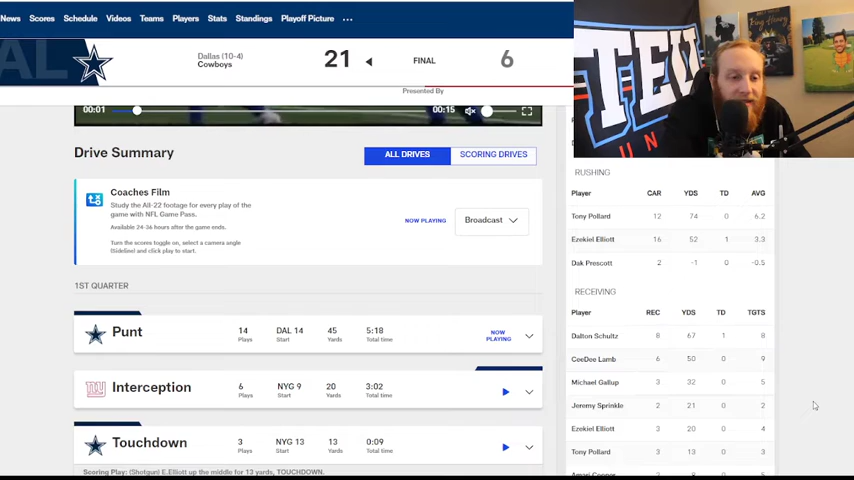 News Scores Schedule Videos Teams Players Stats Standings Playoff Picture ...
Dallas (10-4)
Cowboys
21
FINAL
6
Presented By
00:01
00:15
Drive Summary
ALL DRIVES
SCORING DRIVES
Coaches Film
Study the All-22 footage for every play of the
game with NFL Game Pass.
Available 24-36 hours after the game ends.
Turn the scores toggle on, select a camera angle
(sideline) and click play to start.
NOW PLAYING
Broadcast
1ST QUARTER
Punt
14 DAL 14 45 5:18
Plays Start Yards Total time
NOW
PLAYING
Interception
6 NYG 9 20 3:02
Plays Start Yards Total time
Touchdown
3 NYG 13 13 0:09
Plays Start Yards Total time
Scoring Play: (Shotgun) E.Elliott up the middle for 13 yards, TOUCHDOWN.
RUSHING
Player CAR YDS TD AVG
Tony Pollard 12 74 0 6.2
Ezekiel Elliott 16 52 1 3.3
Dak Prescott 2 -1 0 -0.5
RECEIVING
Player REC YDS TD TGTS
Dalton Schultz 8 67 1 8
CeeDee Lamb 6 50 0 9
Michael Gallup 3 32 0 5
Jeremy Sprinkle 2 21 0 2
Ezekiel Elliott 3 20 0 4
Tony Pollard 3 13 0 3
Amari Cooper 2 8 0 5